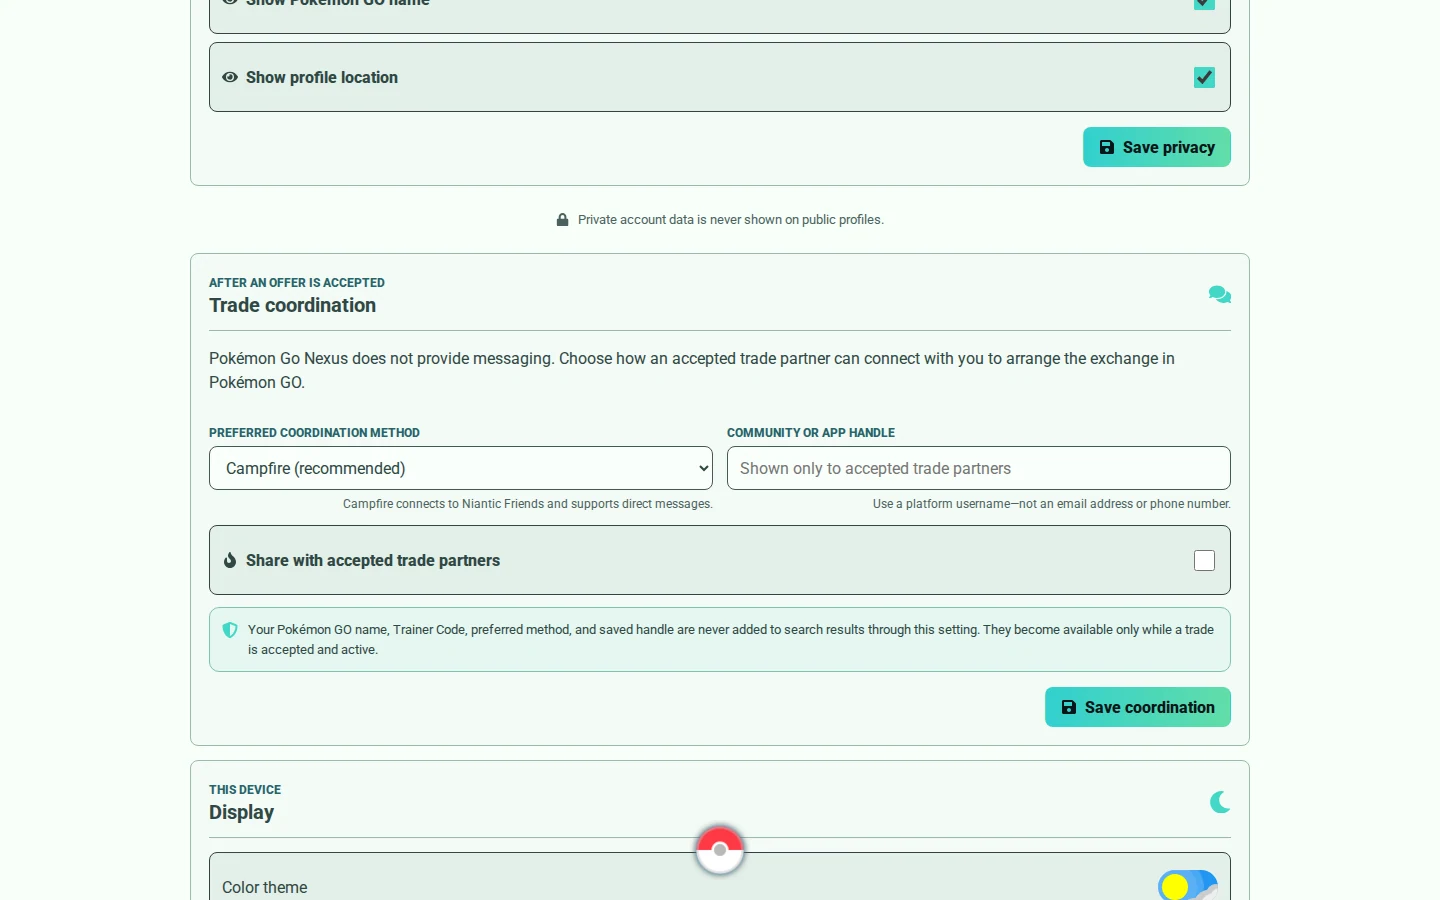 Show Pokémon GO name
Show profile location
Save privacy
Private account data is never shown on public profiles.
AFTER AN OFFER IS ACCEPTED
Trade coordination
Pokémon Go Nexus does not provide messaging. Choose how an accepted trade partner can connect with you to arrange the exchange in
Pokémon GO.
PREFERRED COORDINATION METHOD
COMMUNITY OR APP HANDLE
Campfire (recommended)
Shown only to accepted trade partners
Campfire connects to Niantic Friends and supports direct messages.
Use a platform username—not an email address or phone number.
Share with accepted trade partners
Your Pokémon GO name, Trainer Code, preferred method, and saved handle are never added to search results through this setting. They become available only while a trade
is accepted and active.
Save coordination
THIS DEVICE
Display
Color theme